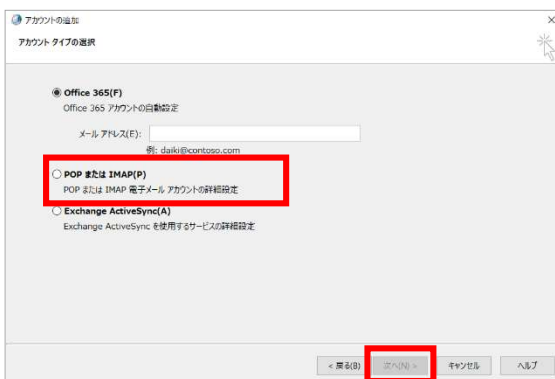 アカウントの追加
アカウント タイプの選択
Office 365(F)
Office 365 アカウントの自動設定
メール アドレス(E):
例: daiki@contoso.com
POP または IMAP(P)
POP または IMAP 電子メール アカウントの詳細設定
Exchange ActiveSync(A)
Exchange ActiveSync を使用するサービスの詳細設定
< 戻る(B) 次へ(N) > キャンセル ヘルプ